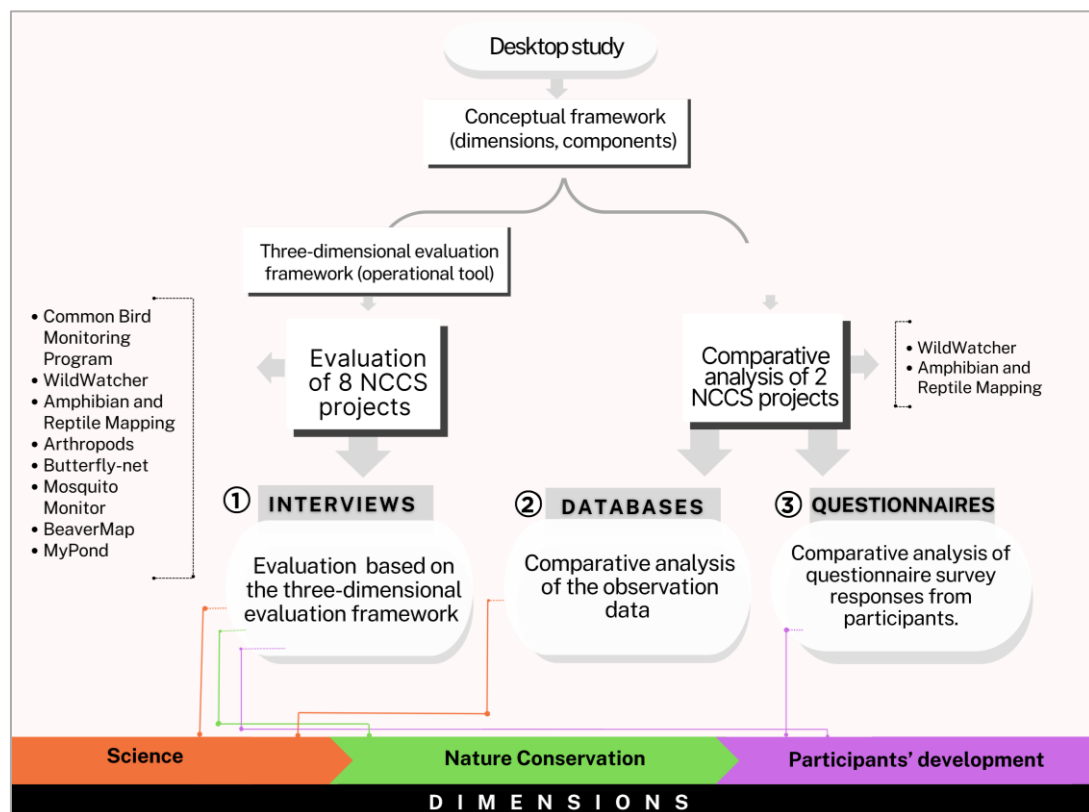 Desktop study
Conceptual framework
(dimensions, components)
Three-dimensional evaluation
framework (operational tool)
• Common Bird
Monitoring
Program
• WildWatcher
• Amphibian and
Reptile Mapping
• Arthropods
• Butterfly-net
• Mosquito
Monitor
• BeaverMap
• MyPond
Evaluation
of 8 NCCS
projects
Comparative
analysis of 2
NCCS projects
• WildWatcher
• Amphibian and
Reptile Mapping
① INTERVIEWS
Evaluation based on
the three-dimensional
evaluation framework
② DATABASES
Comparative analysis
of the observation
data
③ QUESTIONNAIRES
Comparative analysis of
questionnaire survey
responses from
participants.
Science
Nature Conservation
Participants' development
DIMENSIONS